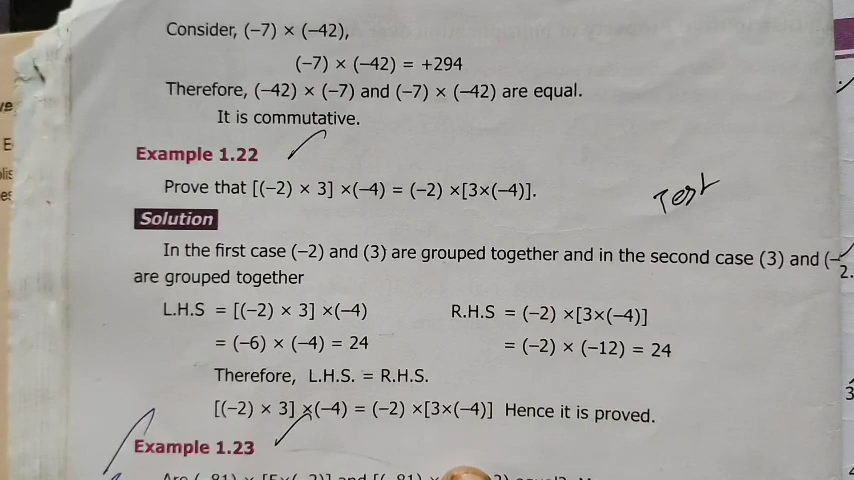 Consider, (−7) × (−42),
(−7) × (−42) = +294
Therefore, (−42) × (−7) and (−7) × (−42) are equal.
It is commutative.
Example 1.22
Prove that [(−2) × 3] ×(−4) = (−2) ×[3×(−4)].
Test
Solution
In the first case (−2) and (3) are grouped together and in the second case (3) and (−
are grouped together
L.H.S = [(−2) × 3] ×(−4) R.H.S = (−2) ×[3×(−4)]
= (−6) × (−4) = 24 = (−2) × (−12) = 24
Therefore, L.H.S. = R.H.S.
[(−2) × 3] ×(−4) = (−2) ×[3×(−4)] Hence it is proved.
Example 1.23